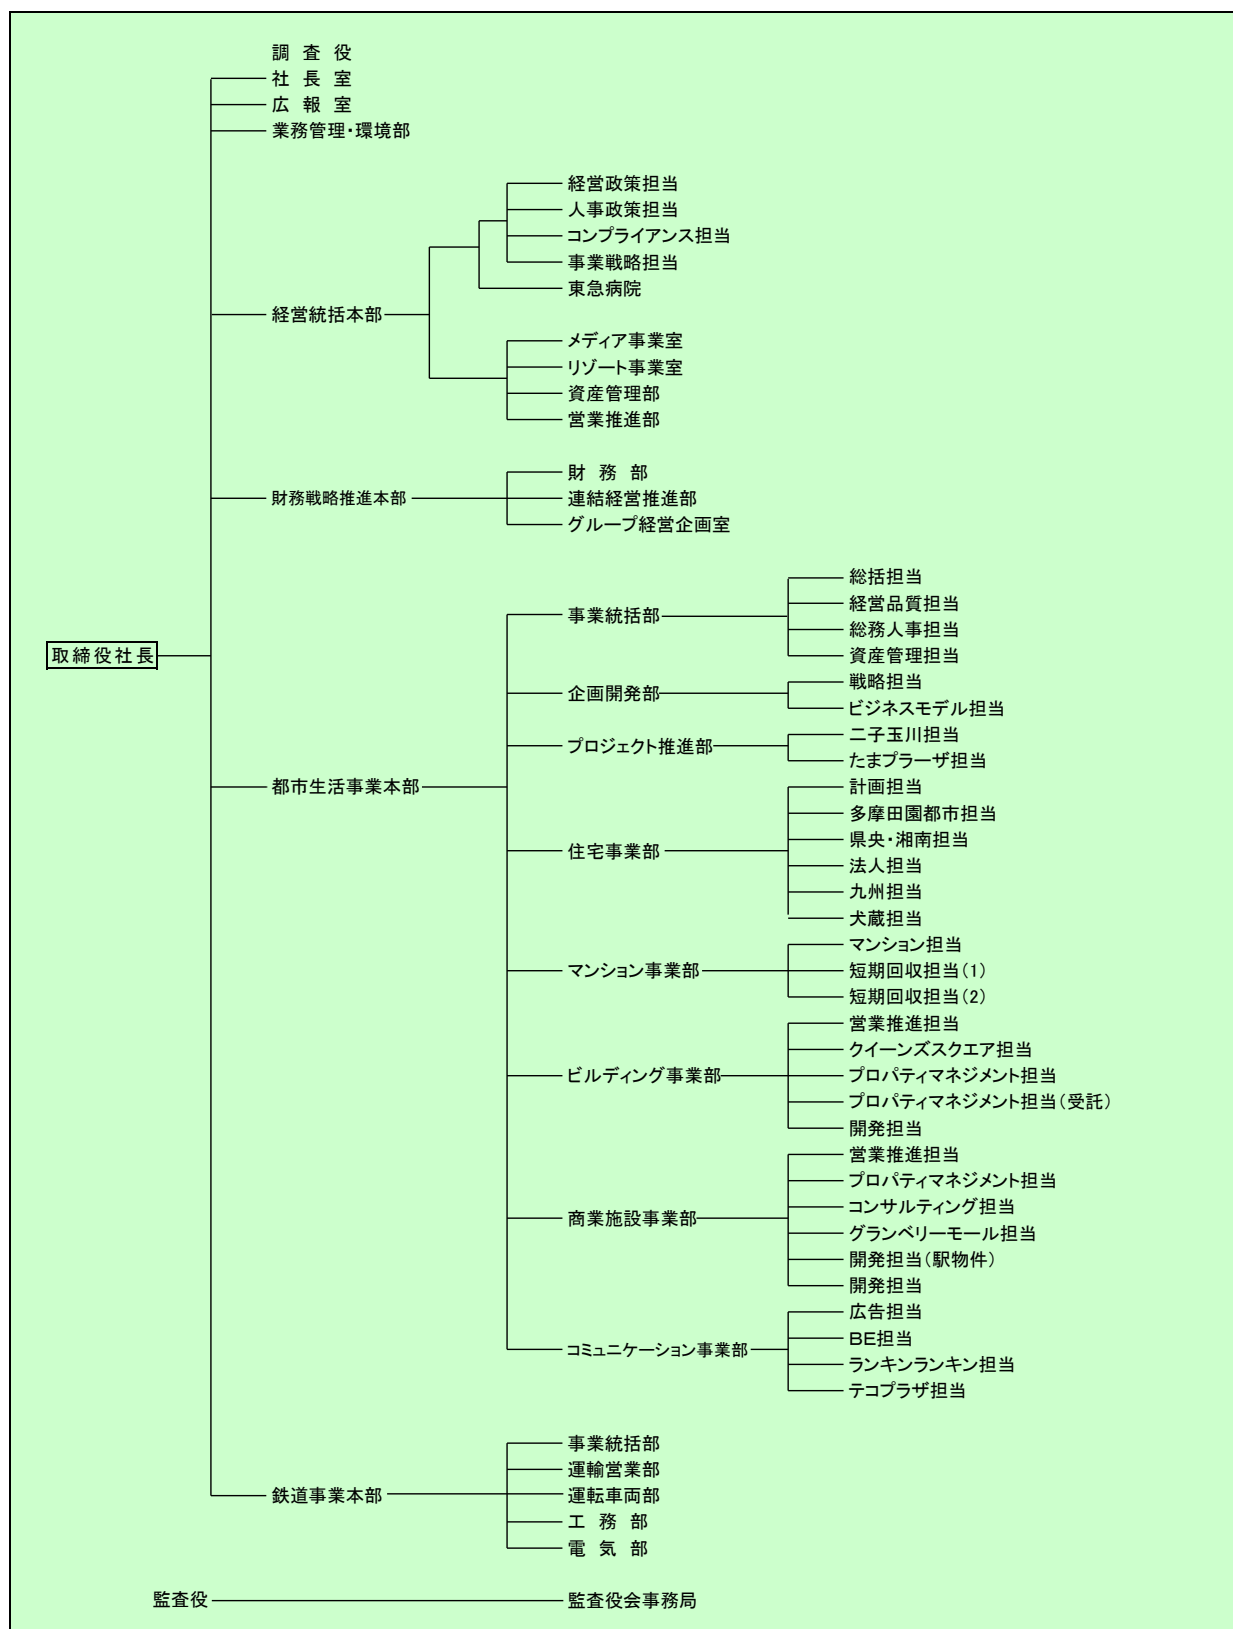 調 査 役
社 長 室
広 報 室
業務管理・環境部
経営政策担当
人事政策担当
コンプライアンス担当
事業戦略担当
東急病院
経営統括本部
メディア事業室
リゾート事業室
資産管理部
営業推進部
財 務 部
財務戦略推進本部
連結経営推進部
グループ経営企画室
総括担当
経営品質担当
事業統括部
総務人事担当
取締役社長
資産管理担当
戦略担当
企画開発部
ビジネスモデル担当
二子玉川担当
プロジェクト推進部
たまプラーザ担当
都市生活事業本部
計画担当
多摩田園都市担当
県央・湘南担当
住宅事業部
法人担当
九州担当
犬蔵担当
マンション担当
マンション事業部
短期回収担当(1)
短期回収担当(2)
営業推進担当
クイーンズスクエア担当
ビルディング事業部
プロパティマネジメント担当
プロパティマネジメント担当(受託)
開発担当
営業推進担当
プロパティマネジメント担当
コンサルティング担当
商業施設事業部
グランベリーモール担当
開発担当(駅物件)
開発担当
広告担当
BE担当
コミュニケーション事業部
ランキンランキン担当
テコプラザ担当
事業統括部
運輸営業部
鉄道事業本部
運転車両部
工 務 部
電 気 部
監査役
監査役会事務局